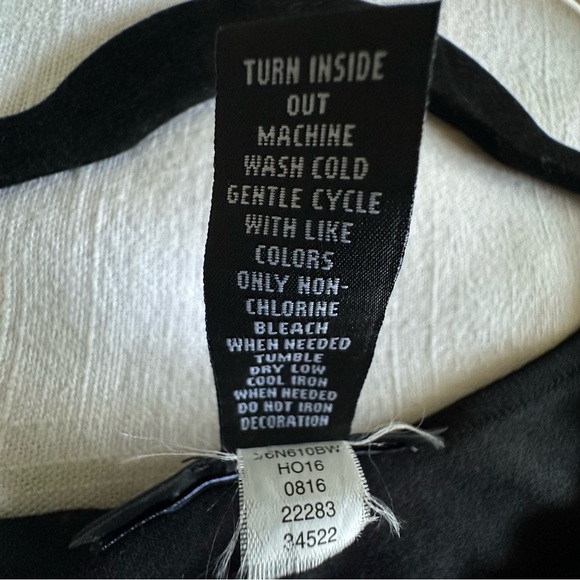 TURN INSIDE
OUT
MACHINE
WASH COLD
GENTLE CYCLE
WITH LIKE
COLORS
ONLY NON-
CHLORINE
BLEACH
WHEN NEEDED
TUMBLE
DRY LOW
COOL IRON
WHEN NEEDED
DO NOT IRON
DECORATION
HO16
0816
22283
34522